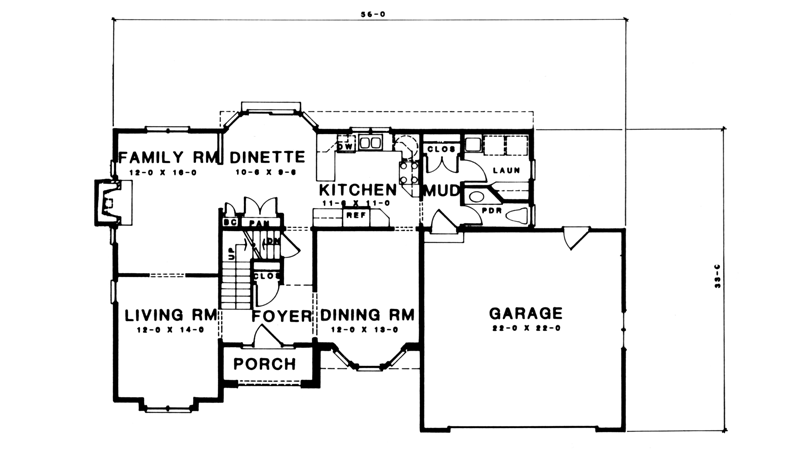 56-0
FAMILY RM
12-0 X 16-0
DINETTE
10-6 X 9-6
DW
CLOS
LAUN
KITCHEN
11-6 X 11-0
MUD
REF
PDR
BC
PAN
UP
DN
CLOS
LIVING RM
12-0 X 14-0
FOYER
DINING RM
12-0 X 13-0
GARAGE
22-0 X 22-0
PORCH